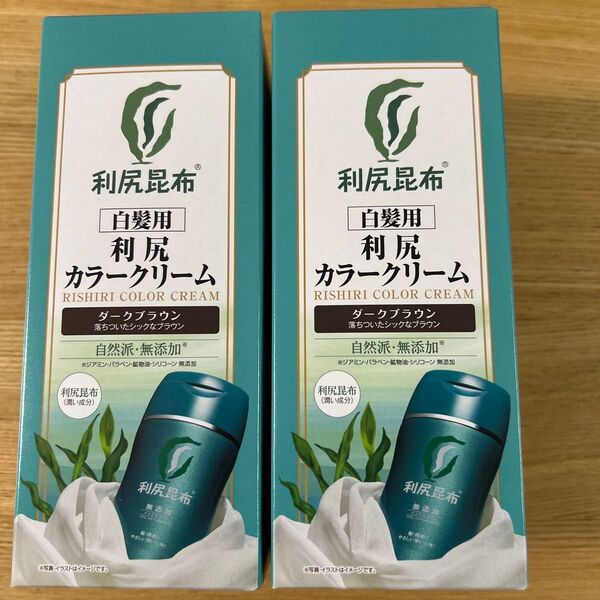 利尻昆布®
白髪用
利尻
カラークリーム
RISHIRI COLOR CREAM
ダークブラウン
落ちついたシックなブラウン
自然派・無添加※
※ジアミン・パラベン・鉱物油・シリコーン 無添加
利尻昆布
(潤い成分)
利尻昆布
無添加
※写真・イラストはイメージです。
利尻昆布®
白髪用
利尻
カラークリーム
RISHIRI COLOR CREAM
ダークブラウン
落ちついたシックなブラウン
自然派・無添加※
※ジアミン・パラベン・鉱物油・シリコーン 無添加
利尻昆布
(潤い成分)
利尻昆布
無添加
※写真・イラストはイメージです。